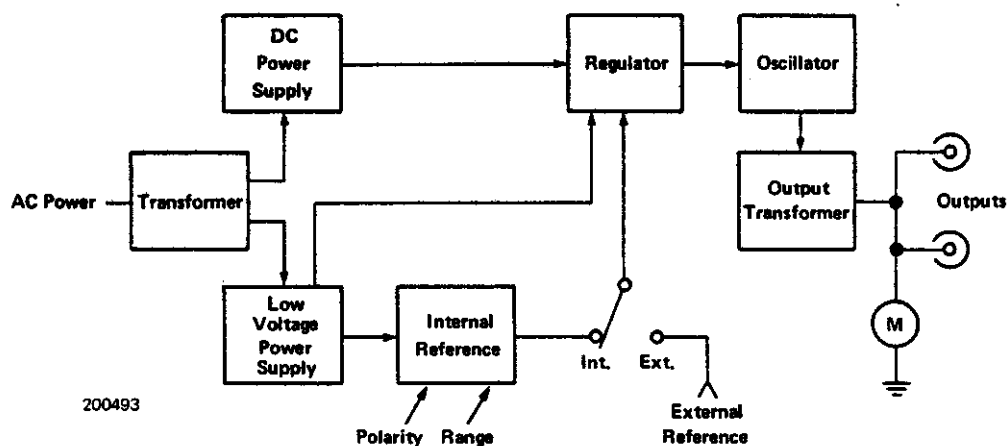 DC
Power
Supply
Regulator
Oscillator
AC Power
Transformer
Output
Transformer
Outputs
Low
Voltage
Power
Supply
Internal
Reference
Int.
Ext.
M
200493
Polarity
Range
External
Reference